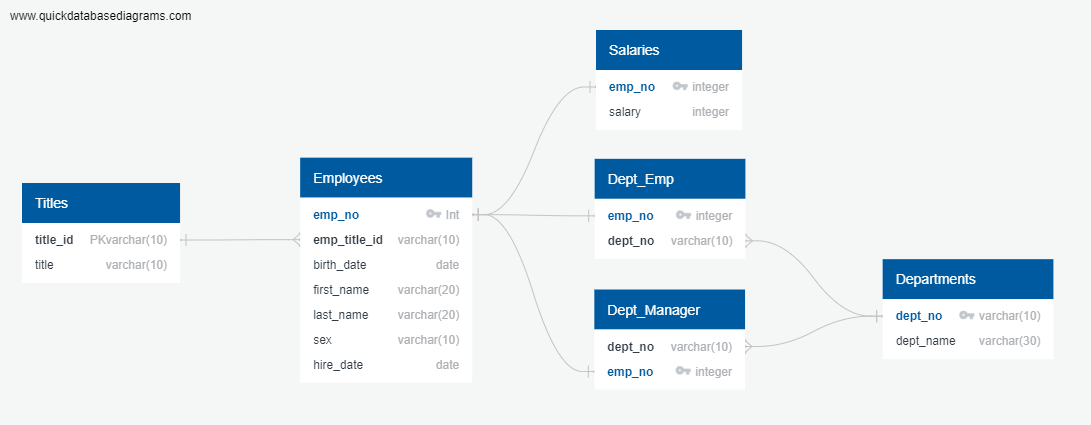 www.quickdatabasediagrams.com
Titles
title_id PKvarchar(10)
title varchar(10)
Employees
emp_no Int
emp_title_id varchar(10)
birth_date date
first_name varchar(20)
last_name varchar(20)
sex varchar(10)
hire_date date
Salaries
emp_no integer
salary integer
Dept_Emp
emp_no integer
dept_no varchar(10)
Dept_Manager
dept_no varchar(10)
emp_no integer
Departments
dept_no varchar(10)
dept_name varchar(30)